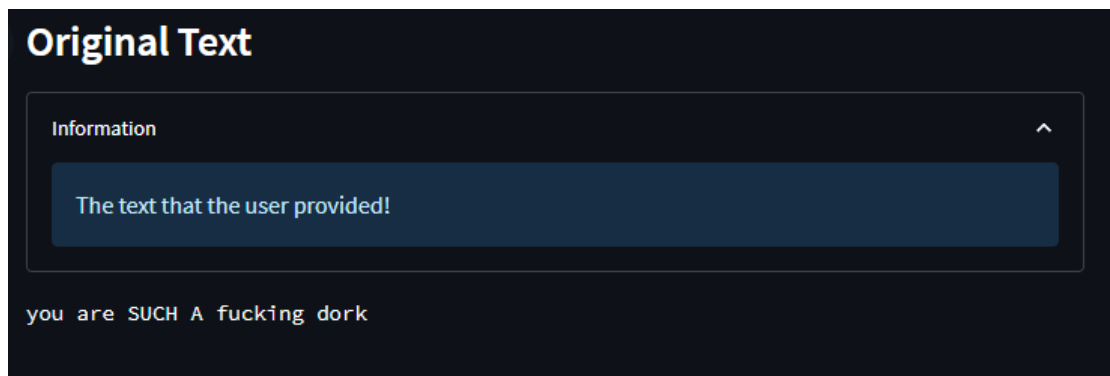 Original Text
Information
The text that the user provided!
you are SUCH A fucking dork